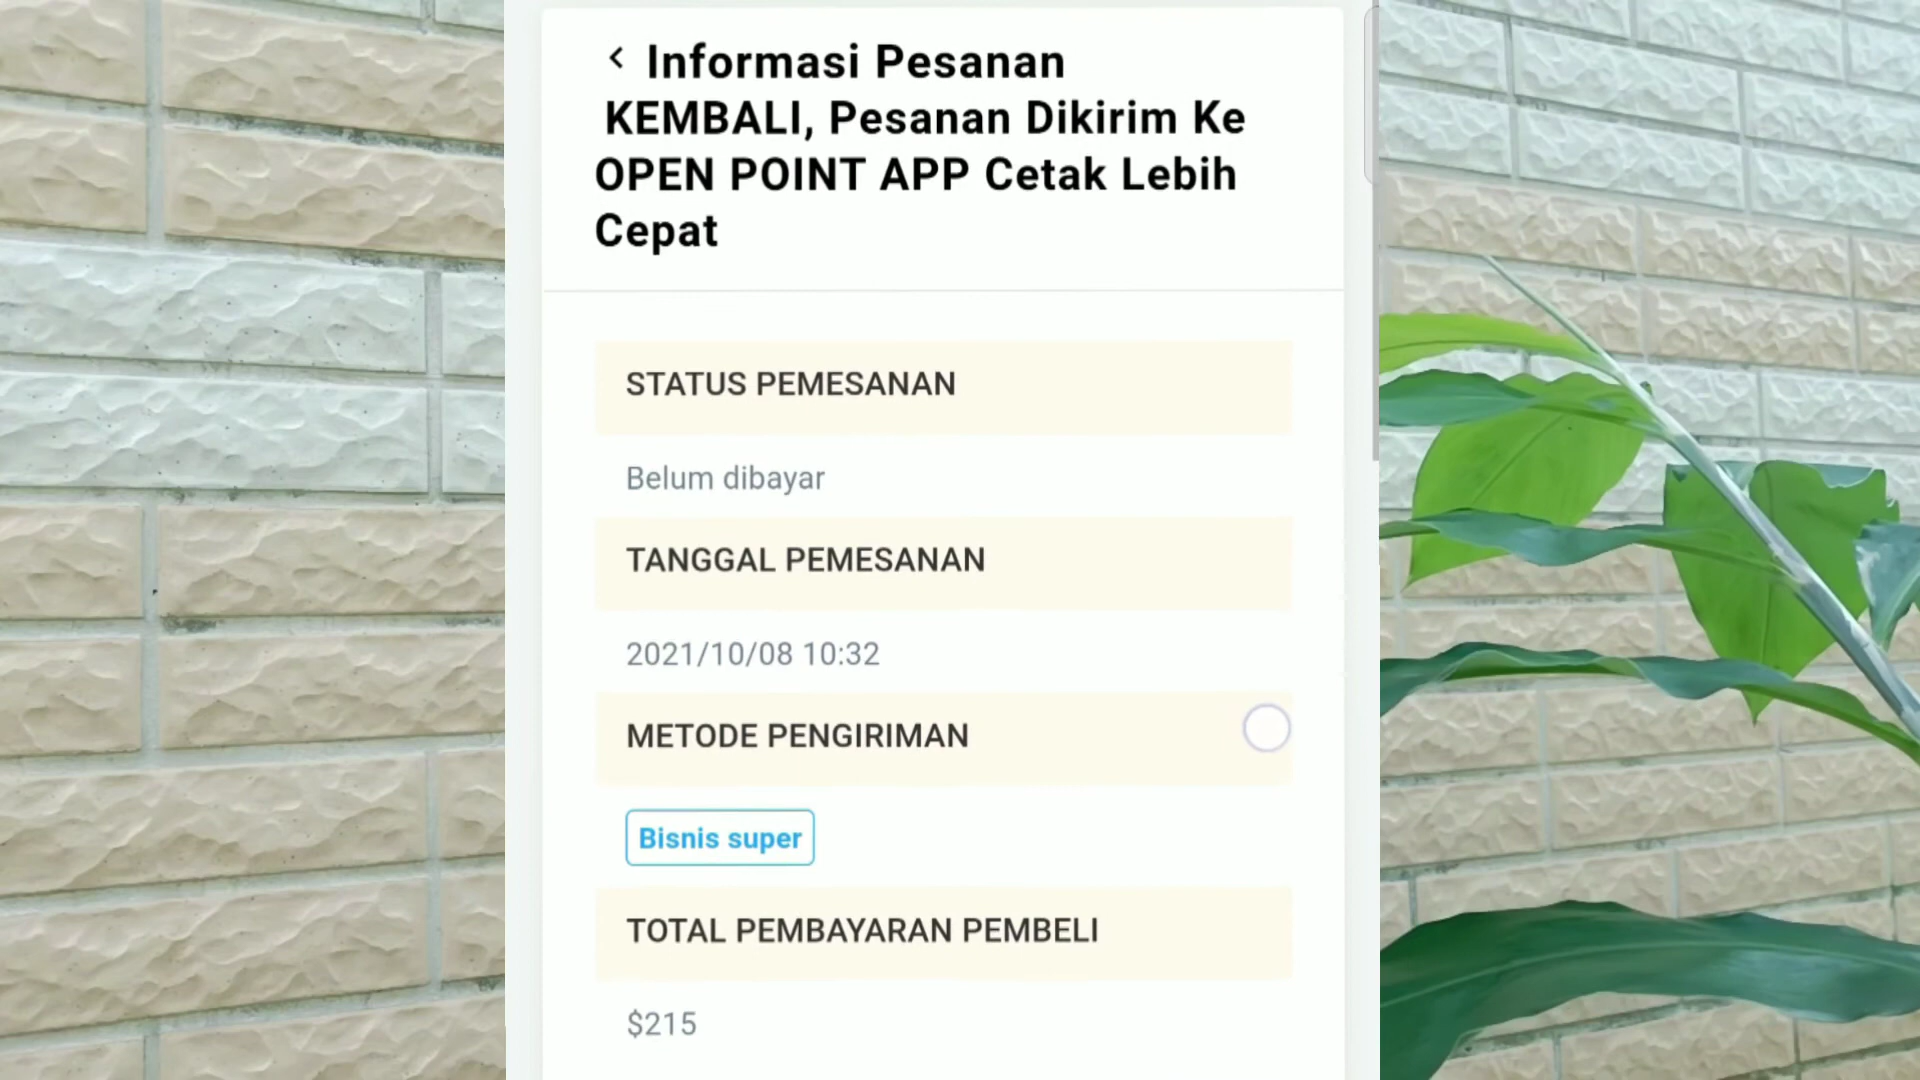 Informasi Pesanan
KEMBALI, Pesanan Dikirim Ke
OPEN POINT APP Cetak Lebih
Cepat
STATUS PEMESANAN
Belum dibayar
TANGGAL PEMESANAN
2021/10/08 10:32
METODE PENGIRIMAN
Bisnis super
TOTAL PEMBAYARAN PEMBELI
$215